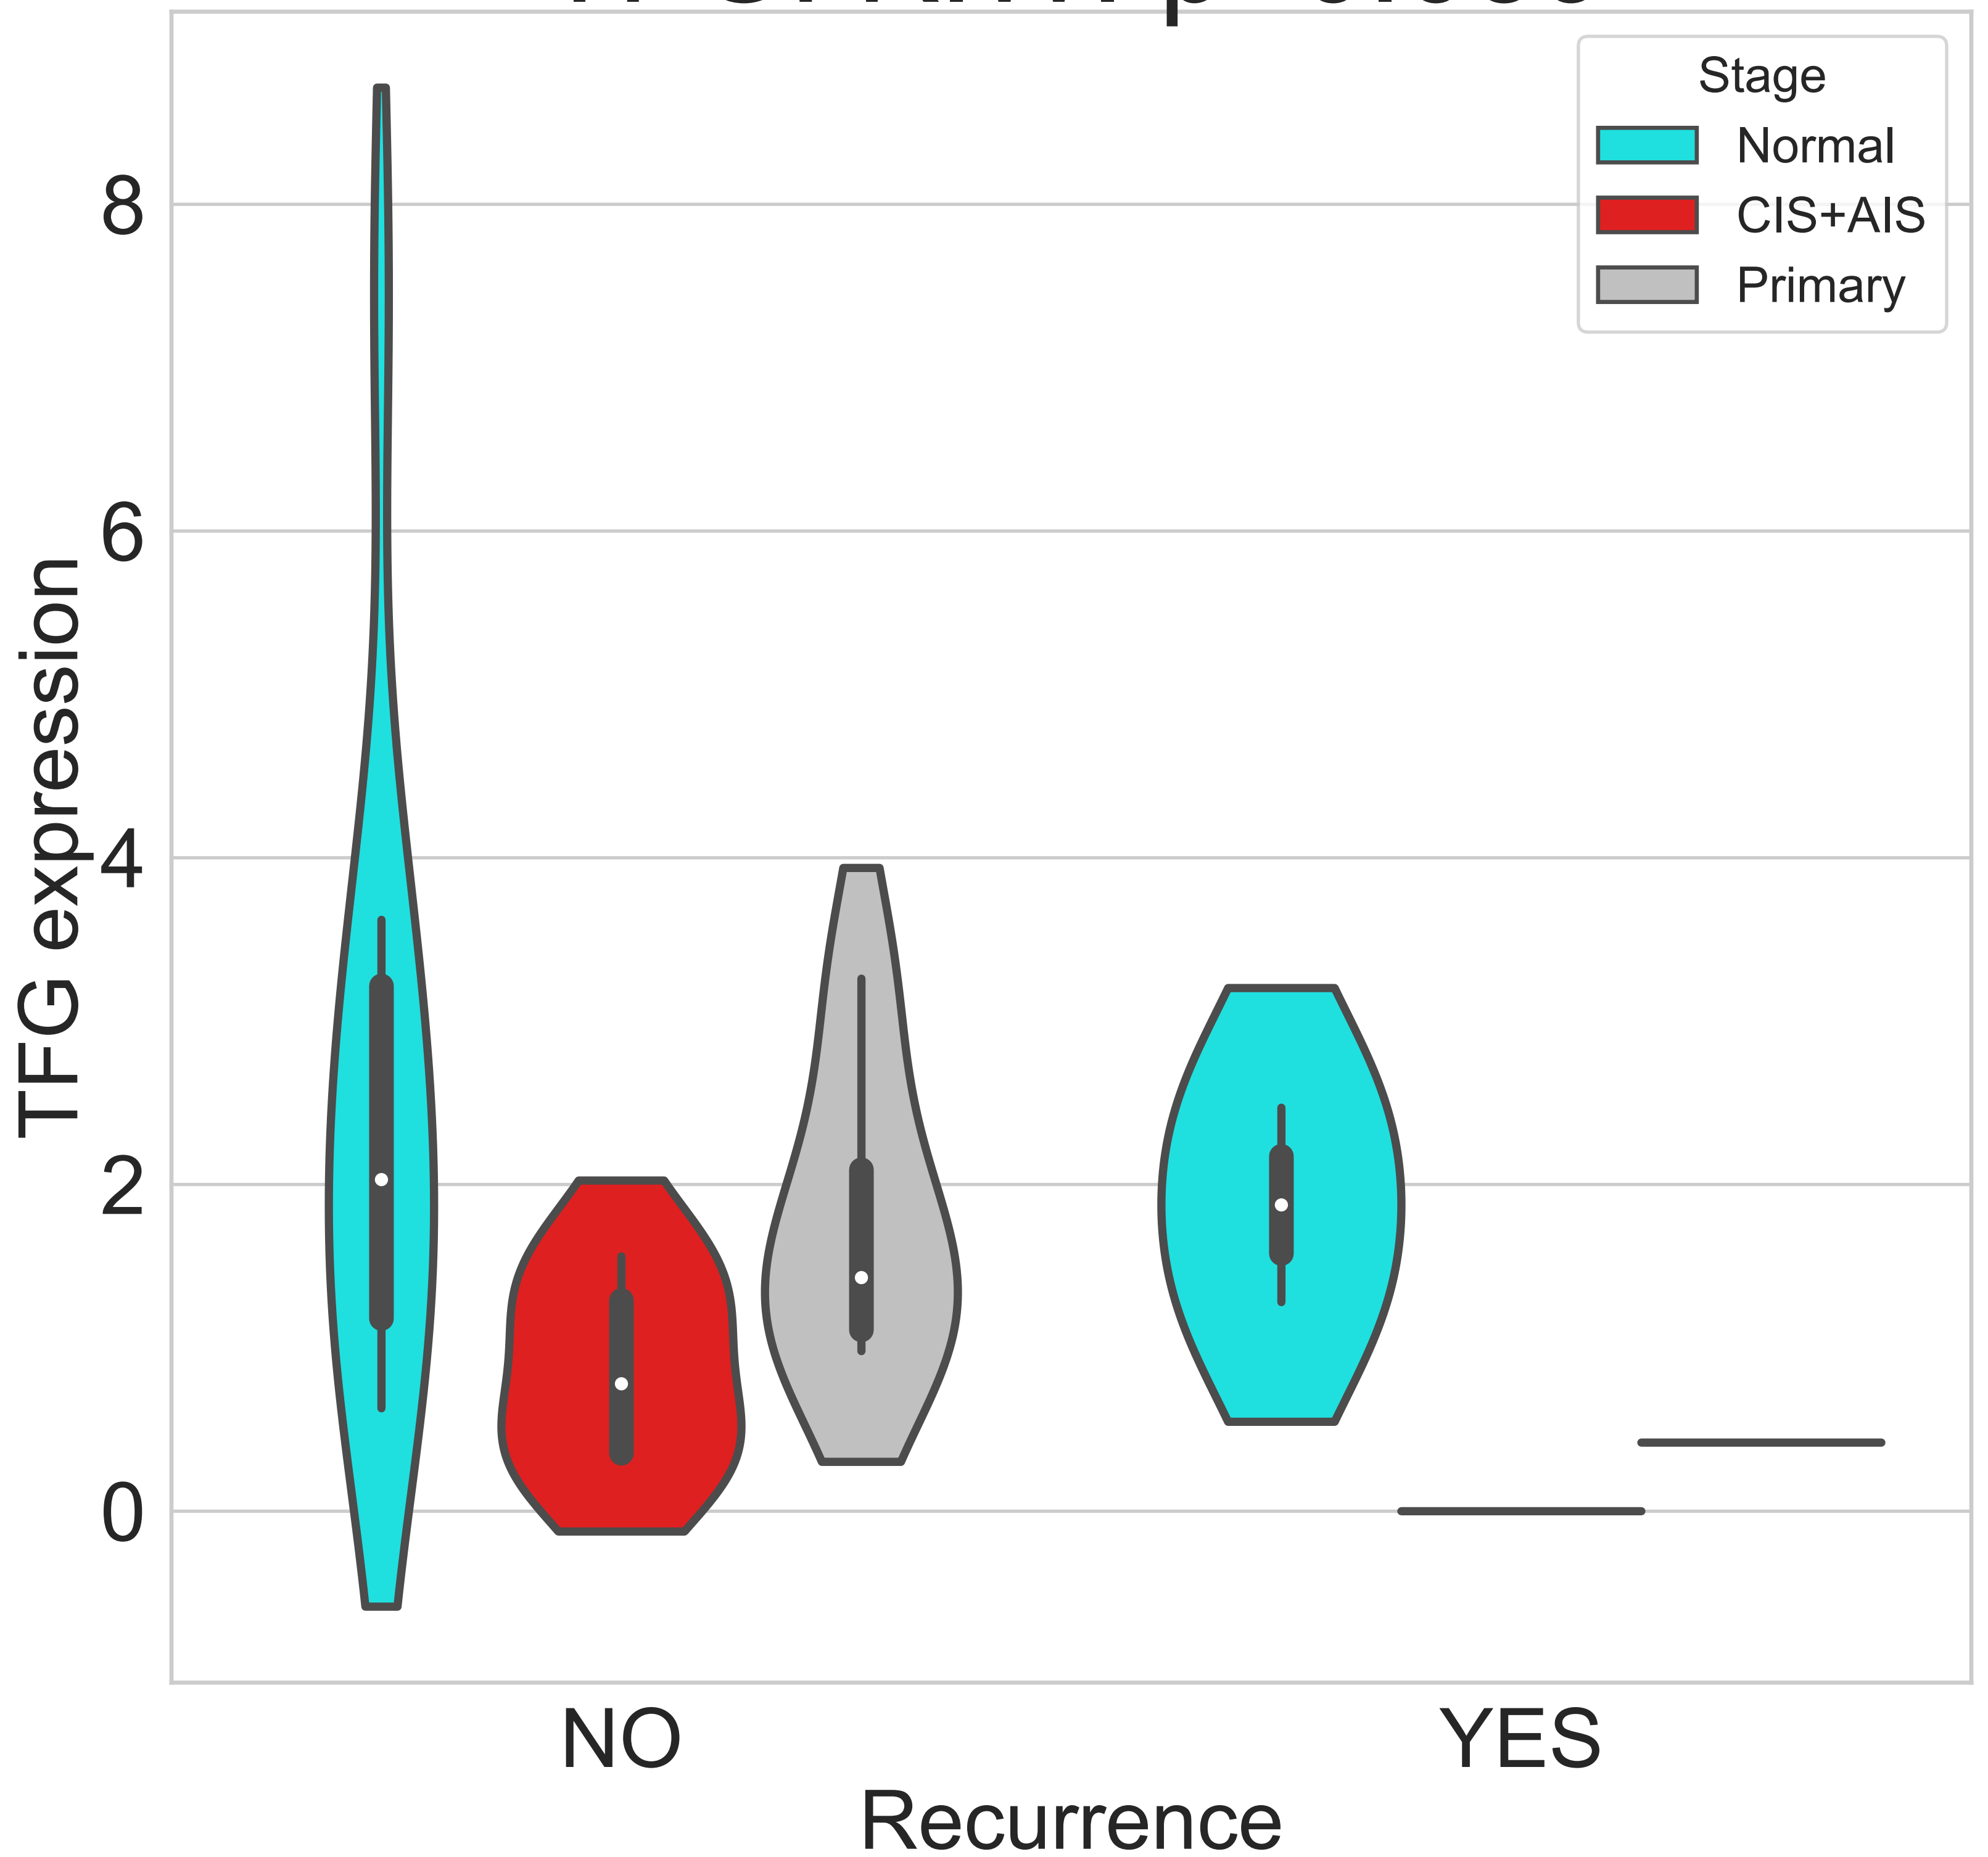 Stage
Normal
CIS+AIS
Primary
8
6
4
2
0
TFG expression
NO
YES
Recurrence